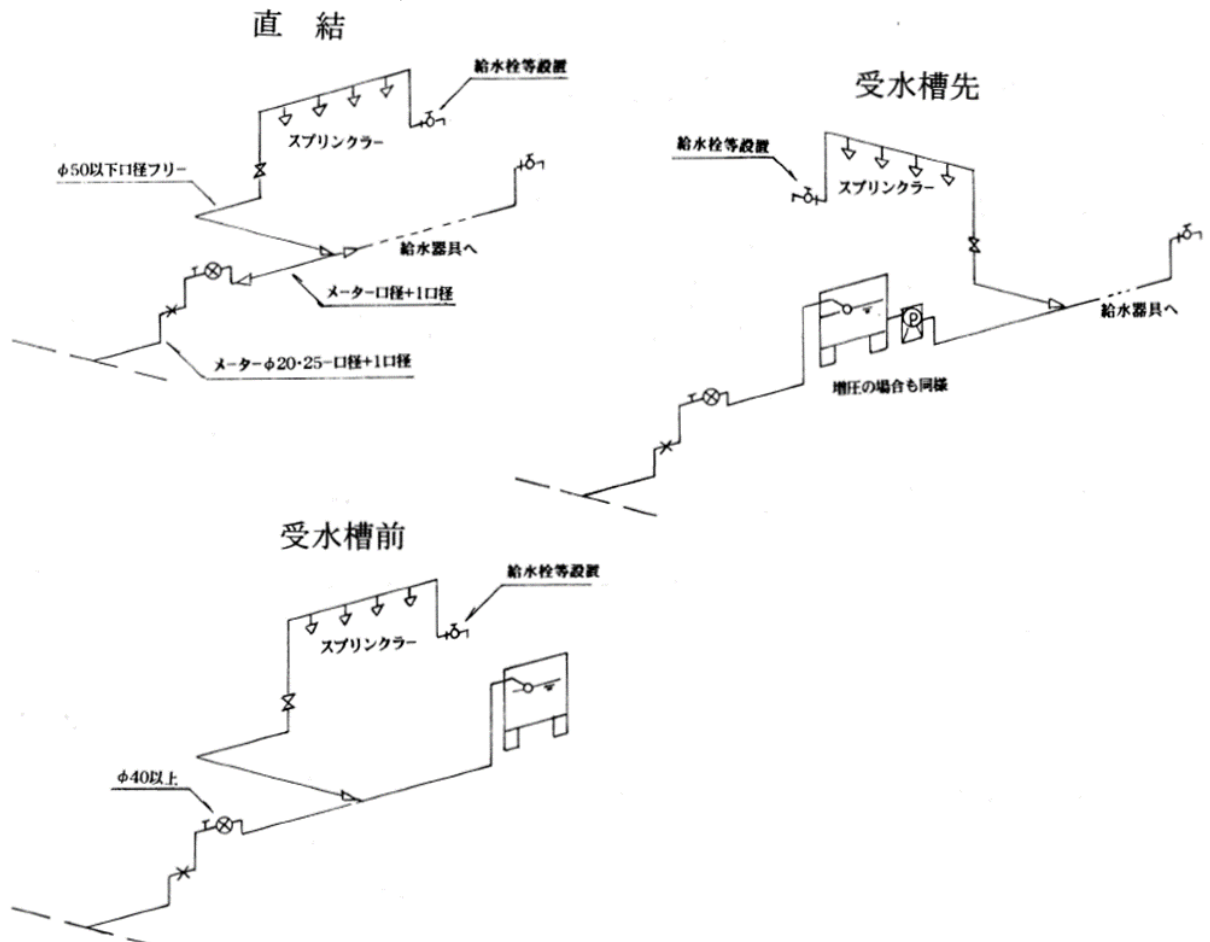 直 結
給水栓等設置
スプリンクラー
φ50以下口径フリー
給水器具へ
メーター口径+1口径
メーターφ20・25ー口径+1口径
受水槽先
給水栓等設置
スプリンクラー
P
給水器具へ
増圧の場合も同様
受水槽前
給水栓等設置
スプリンクラー
φ40以上